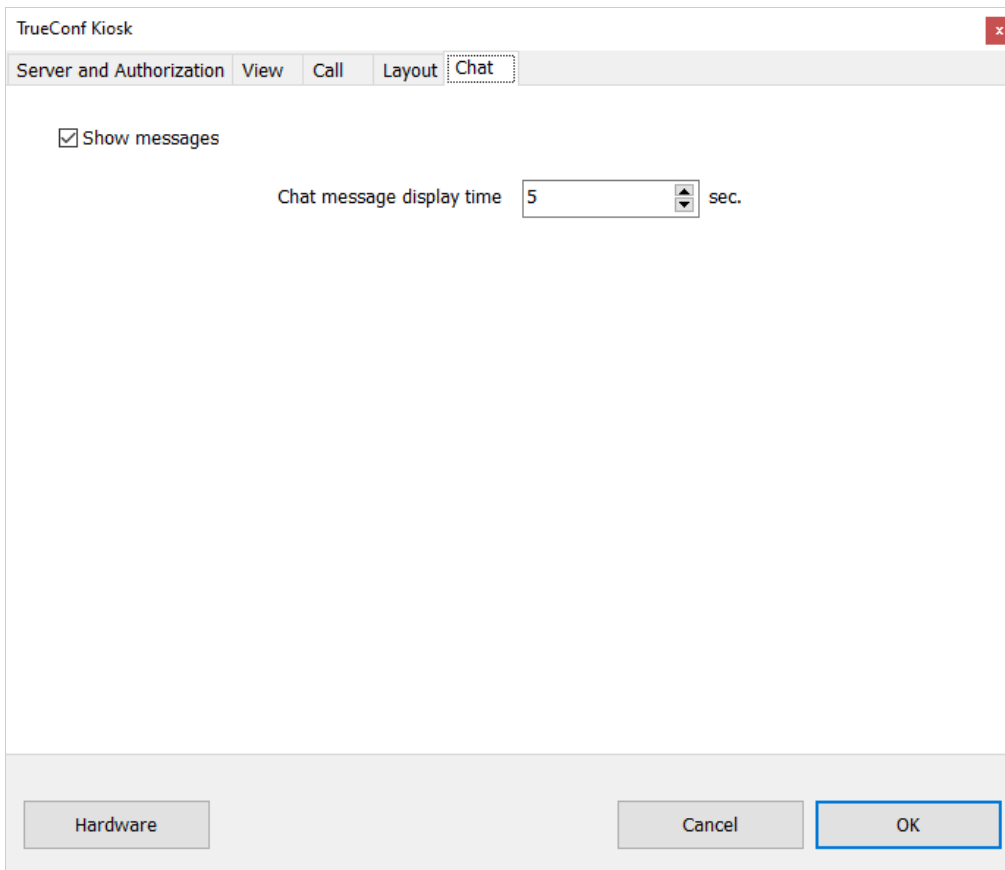 TrueConf Kiosk
x
Server and Authorization View Call Layout Chat
Show messages
Chat message display time 5 sec.
Hardware Cancel OK